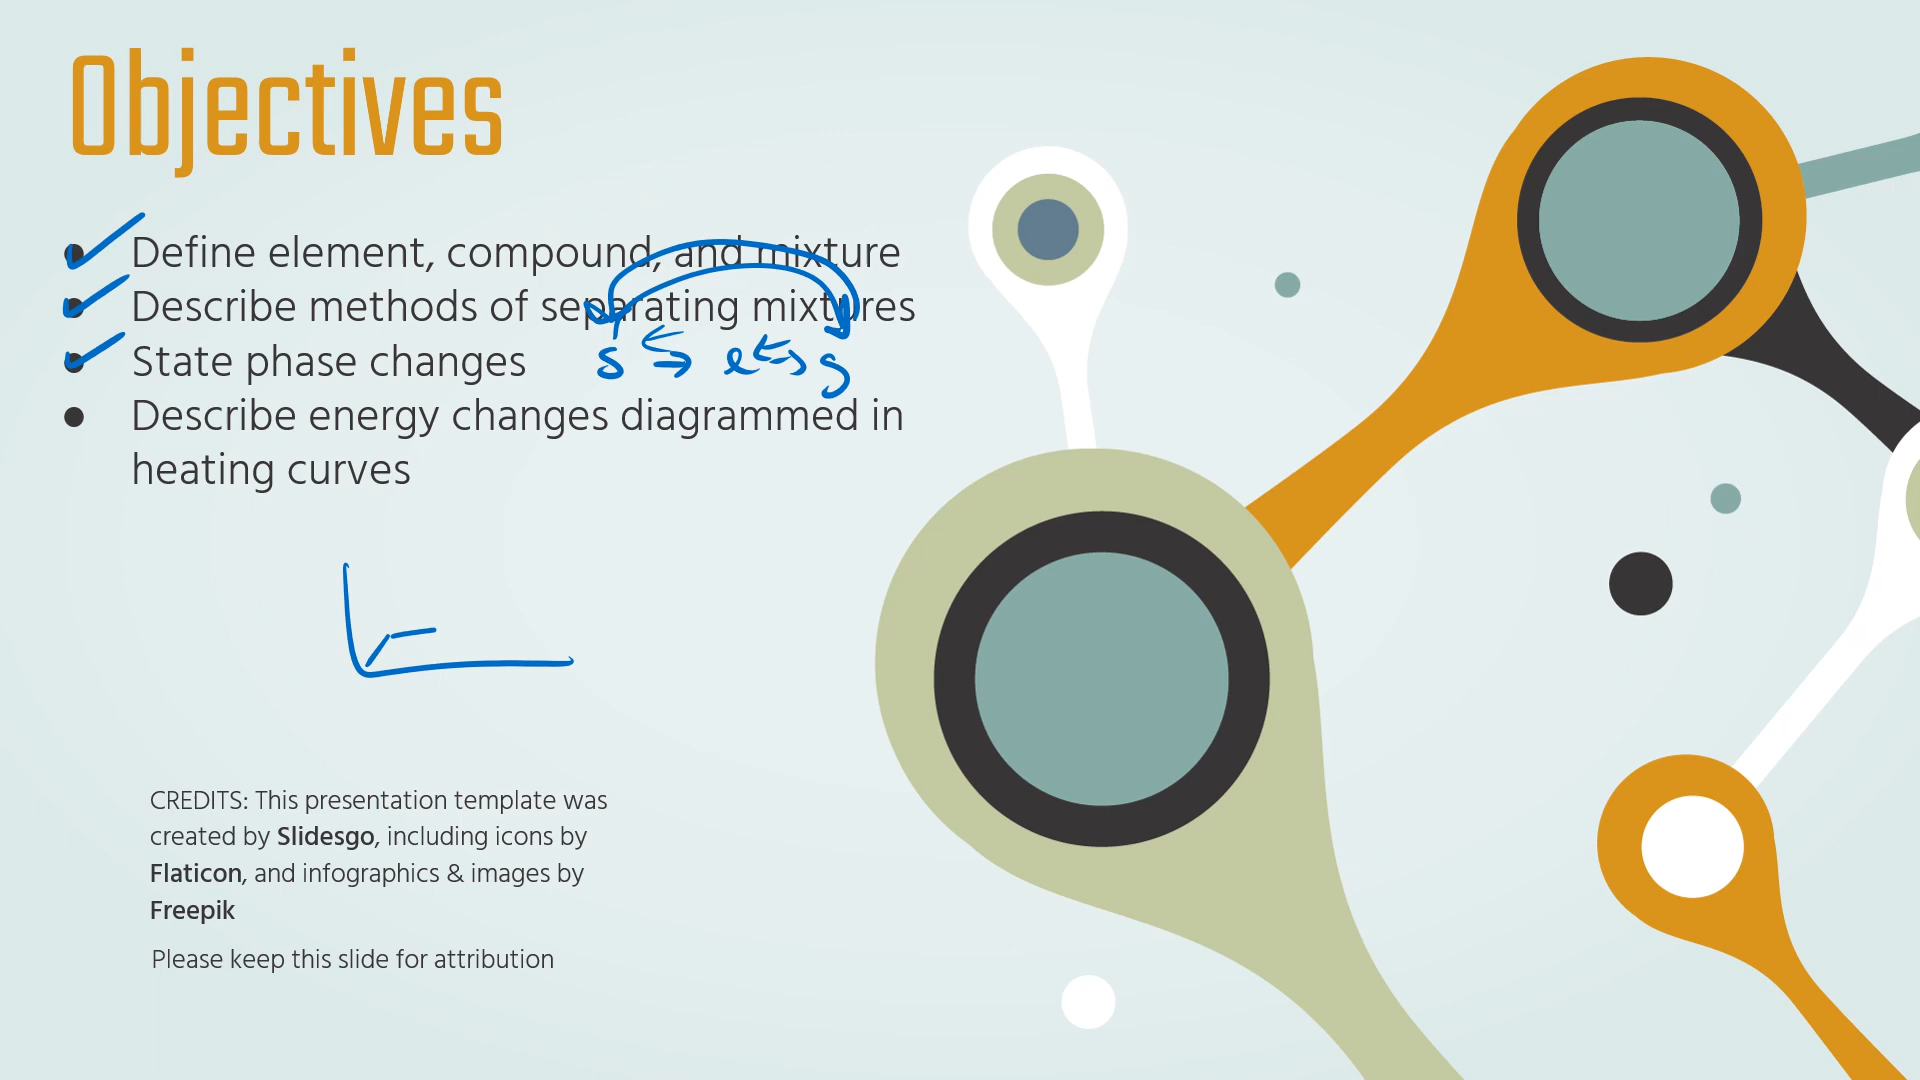 Objectives
Define element, compound, and mixture
Describe methods of separating mixtures
State phase changes s ⇆ l ⇆ g
Describe energy changes diagrammed in
heating curves
CREDITS: This presentation template was
created by Slidesgo, including icons by
Flaticon, and infographics & images by
Freepik
Please keep this slide for attribution